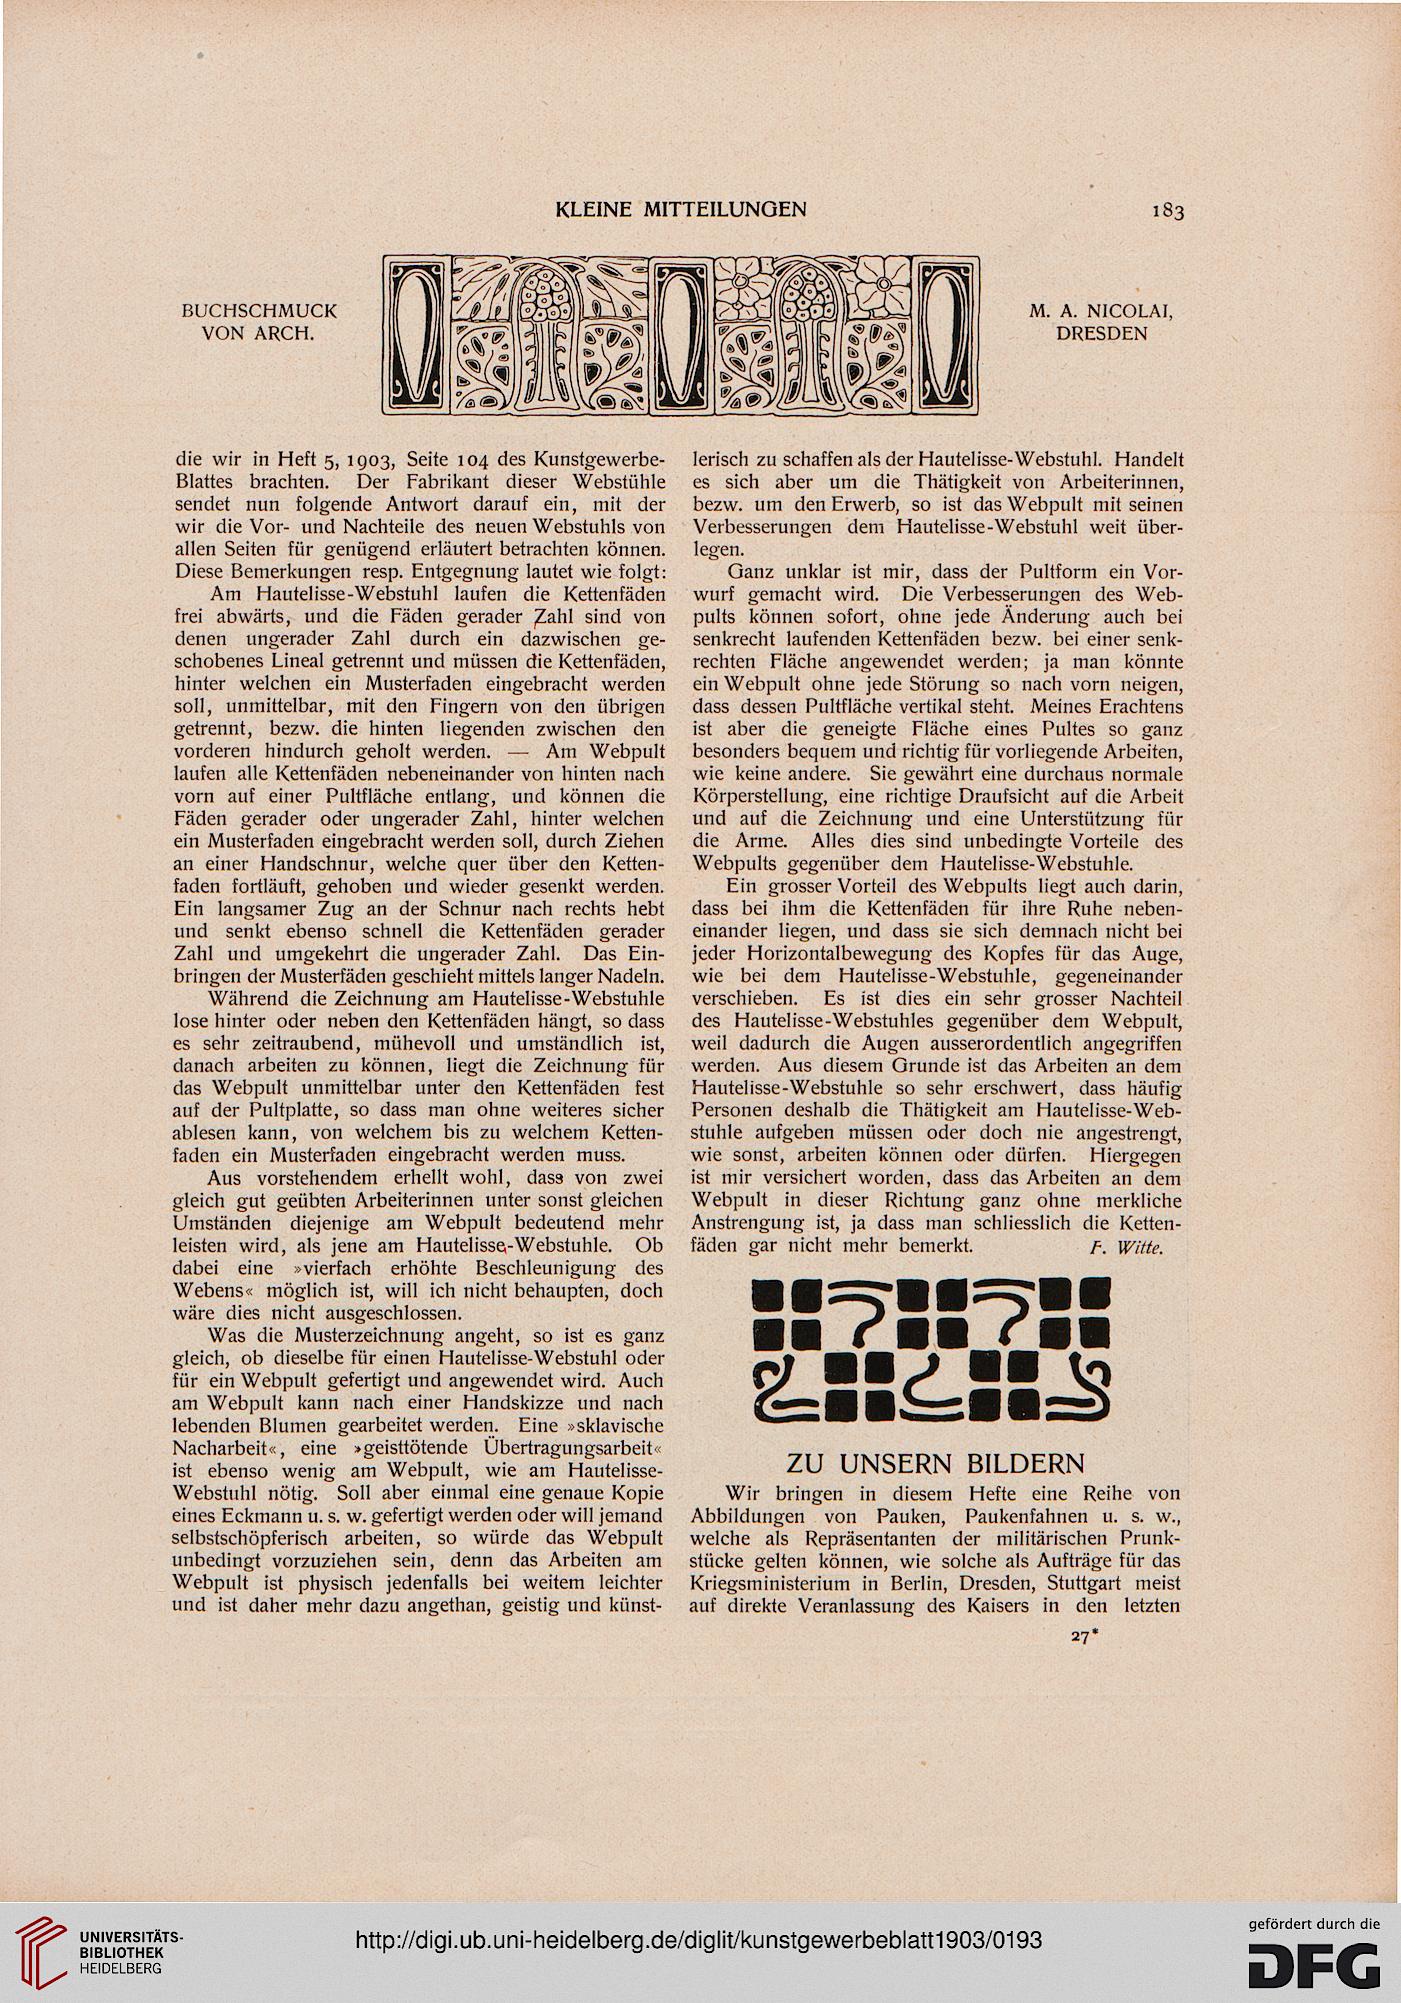 KLEINE MITTEILUNGEN
183
BUCHSCHMUCK
VON ARCH.
M. A. NICOLAI,
DRESDEN
die wir in Heft 5, 1903, Seite 104 des Kunstgewerbe-
Blattes brachten. Der Fabrikant dieser Webstühle
sendet nun folgende Antwort darauf ein, mit der
wir die Vor- und Nachteile des neuen Webstuhls von
allen Seiten für genügend erläutert betrachten können.
Diese Bemerkungen resp. Entgegnung lautet wie folgt:
Am Hautelisse-Webstuhl laufen die Kettenfäden
frei abwärts, und die Fäden gerader Zahl sind von
denen ungerader Zahl durch ein dazwischen ge-
schobenes Lineal getrennt und müssen die Kettenfäden,
hinter welchen ein Musterfaden eingebracht werden
soll, unmittelbar, mit den Fingern von den übrigen
getrennt, bezw. die hinten liegenden zwischen den
vorderen hindurch geholt werden. — Am Webpult
laufen alle Kettenfäden nebeneinander von hinten nach
vorn auf einer Pultfläche entlang, und können die
Fäden gerader oder ungerader Zahl, hinter welchen
ein Musterfaden eingebracht werden soll, durch Ziehen
an einer Handschnur, welche quer über den Ketten-
faden fortläuft, gehoben und wieder gesenkt werden.
Ein langsamer Zug an der Schnur nach rechts hebt
und senkt ebenso schnell die Kettenfäden gerader
Zahl und umgekehrt die ungerader Zahl. Das Ein-
bringen der Musterfäden geschieht mittels langer Nadeln.
Während die Zeichnung am Hautelisse-Webstuhle
lose hinter oder neben den Kettenfäden hängt, so dass
es sehr zeitraubend, mühevoll und umständlich ist,
danach arbeiten zu können, liegt die Zeichnung für
das Webpult unmittelbar unter den Kettenfäden fest
auf der Pultplatte, so dass man ohne weiteres sicher
ablesen kann, von welchem bis zu welchem Ketten-
faden ein Musterfaden eingebracht werden muss.
Aus vorstehendem erhellt wohl, dass von zwei
gleich gut geübten Arbeiterinnen unter sonst gleichen
Umständen diejenige am Webpult bedeutend mehr
leisten wird, als jene am Hautelisse-Webstuhle. Ob
dabei eine »vierfach erhöhte Beschleunigung des
Webens« möglich ist, will ich nicht behaupten, doch
wäre dies nicht ausgeschlossen.
Was die Musterzeichnung angeht, so ist es ganz
gleich, ob dieselbe für einen Hautelisse-Webstuhl oder
für ein Webpult gefertigt und angewendet wird. Auch
am Webpult kann nach einer Handskizze und nach
lebenden Blumen gearbeitet werden. Eine »sklavische
Nacharbeit«, eine »geisttötende Übertragungsarbeit«
ist ebenso wenig am Webpult, wie am Hautelisse-
Webstuhl nötig. Soll aber einmal eine genaue Kopie
eines Eckmann u. s. w. gefertigt werden oder will jemand
selbstschöpferisch arbeiten, so würde das Webpult
unbedingt vorzuziehen sein, denn das Arbeiten am
Webpult ist physisch jedenfalls bei weitem leichter
und ist daher mehr dazu angethan, geistig und künst-
lerisch zu schaffen als der Hautelisse-Webstuhl. Handelt
es sich aber um die Thätigkeit von Arbeiterinnen,
bezw. um den Erwerb, so ist das Webpult mit seinen
Verbesserungen dem Hautelisse-Webstuhl weit über-
legen.
Ganz unklar ist mir, dass der Pultform ein Vor-
wurf gemacht wird. Die Verbesserungen des Web-
pults können sofort, ohne jede Änderung auch bei
senkrecht laufenden Kettenfäden bezw. bei einer senk-
rechten Fläche angewendet werden; ja man könnte
ein Webpult ohne jede Störung so nach vorn neigen,
dass dessen Pultfläche vertikal steht. Meines Erachtens
ist aber die geneigte Fläche eines Pultes so ganz
besonders bequem und richtig für vorliegende Arbeiten,
wie keine andere. Sie gewährt eine durchaus normale
Körperstellung, eine richtige Draufsicht auf die Arbeit
und auf die Zeichnung und eine Unterstützung für
die Arme. Alles dies sind unbedingte Vorteile des
Webpults gegenüber dem Hautelisse-Webstuhle.
Ein grosser Vorteil des Webpults liegt auch darin,
dass bei ihm die Kettenfäden für ihre Ruhe neben-
einander liegen, und dass sie sich demnach nicht bei
jeder Horizontalbewegung des Kopfes für das Auge,
wie bei dem Hautelisse-Webstuhle, gegeneinander
verschieben. Es ist dies ein sehr grosser Nachteil
des Hautelisse-Webstuhles gegenüber dem Webpult,
weil dadurch die Augen ausserordentlich angegriffen
werden. Aus diesem Grunde ist das Arbeiten an dem
Hautelisse-Webstuhle so sehr erschwert, dass häufig
Personen deshalb die Thätigkeit am Hautelisse-Web-
stuhle aufgeben müssen oder doch nie angestrengt,
wie sonst, arbeiten können oder dürfen. Hiergegen
ist mir versichert worden, dass das Arbeiten an dem
Webpult in dieser Richtung ganz ohne merkliche
Anstrengung ist, ja dass man schliesslich die Ketten-
fäden gar nicht mehr bemerkt. F. Witte.
ZU UNSERN BILDERN
Wir bringen in diesem Hefte eine Reihe von
Abbildungen von Pauken, Paukenfahnen u. s. w.,
welche als Repräsentanten der militärischen Prunk-
stücke gelten können, wie solche als Aufträge für das
Kriegsministerium in Berlin, Dresden, Stuttgart meist
auf direkte Veranlassung des Kaisers in den letzten
27*
UNIVERSITÄTS-
BIBLIOTHEK
HEIDELBERG
http://digi.ub.uni-heidelberg.de/diglit/kunstgewerbeblatt1903/0193
gefördert durch die
DFG